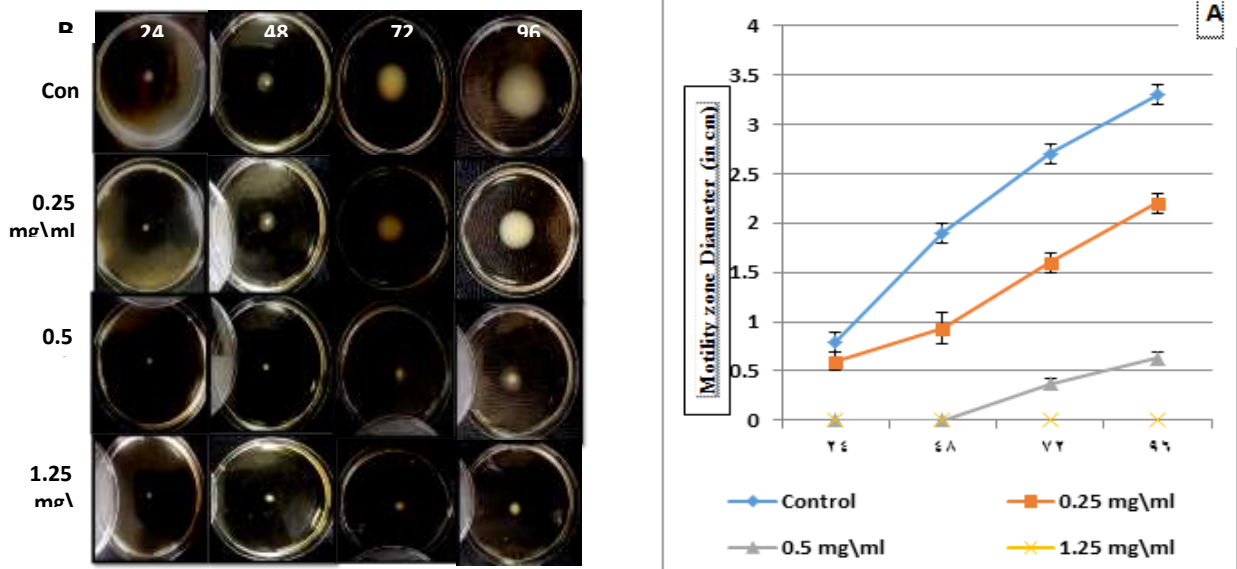 B
24 48 72 96
Con
0.25
mg\ml
0.5
1.25
mg\
A
Motility zone Diameter (in cm)
4
3.5
3
2.5
2
1.5
1
0.5
0
٢٤ ٤٨ ٧٢ ٩٦
Control
0.25 mg\ml
0.5 mg\ml
1.25 mg\ml